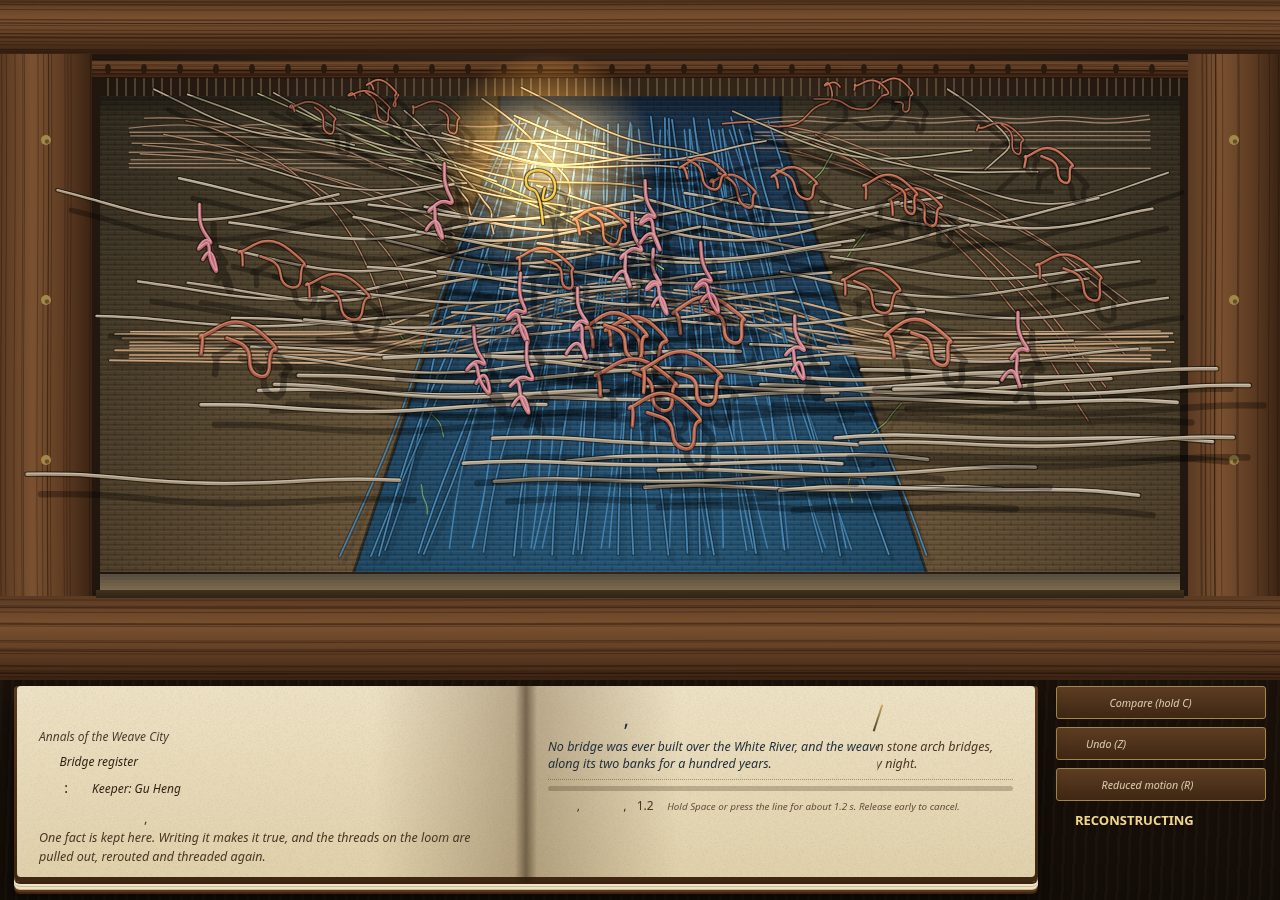 Annals of the Weave City
Bridge register
: Keeper: Gu Heng
,
One fact is kept here. Writing it makes it true, and the threads on the loom are
pulled out, rerouted and threaded again.
,
No bridge was ever built over the White River, and the weaven stone arch bridges,
along its two banks for a hundred years. y night.
, , 1.2 Hold Space or press the line for about 1.2 s. Release early to cancel.
Compare (hold C)
Undo (Z)
Reduced motion (R)
RECONSTRUCTING